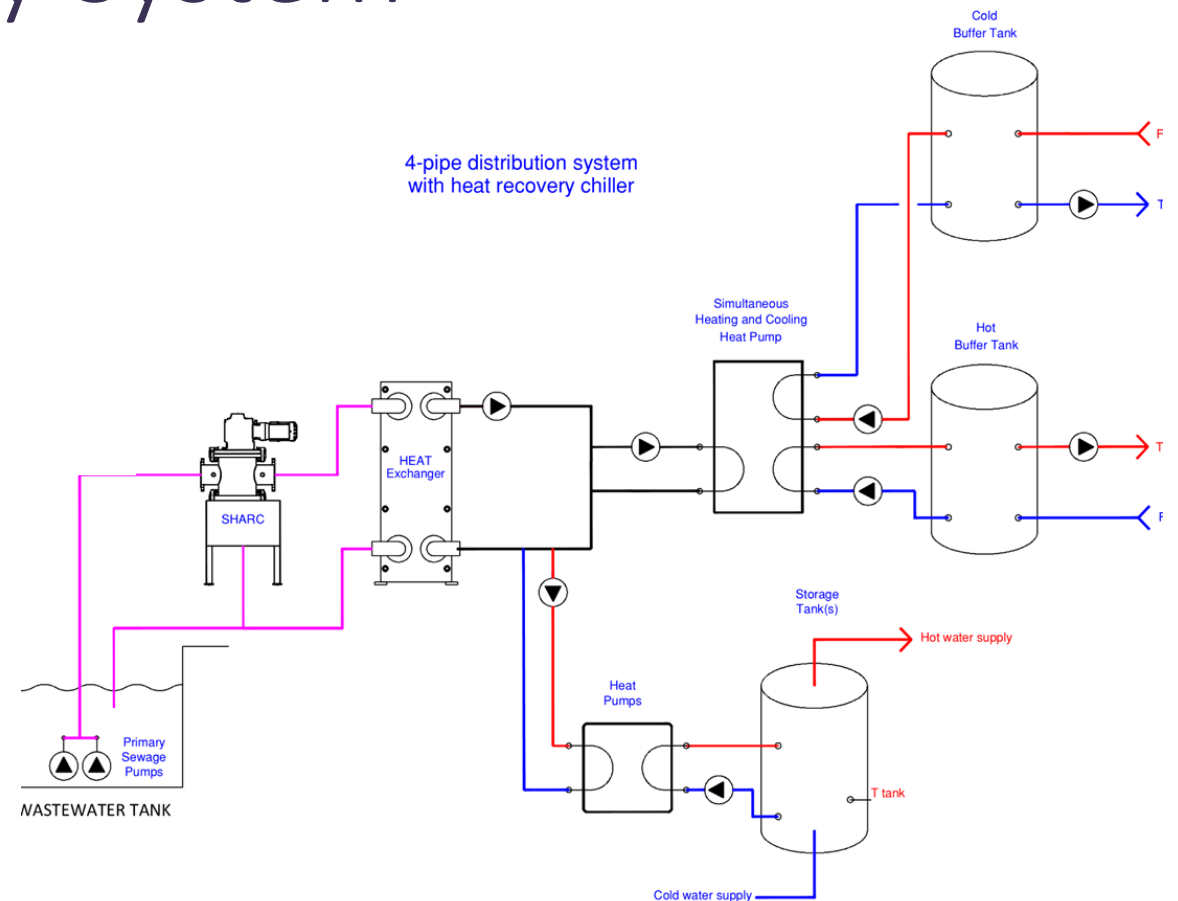 y System
Cold
Buffer Tank
4-pipe distribution system
with heat recovery chiller
F
T
Simultaneous
Heating and Cooling
Heat Pump
Hot
Buffer Tank
T
F
HEAT
Exchanger
SHARC
Storage
Tank(s)
Hot water supply
Heat
Pumps
Primary
Sewage
Pumps
T tank
WASTEWATER TANK
Cold water supply